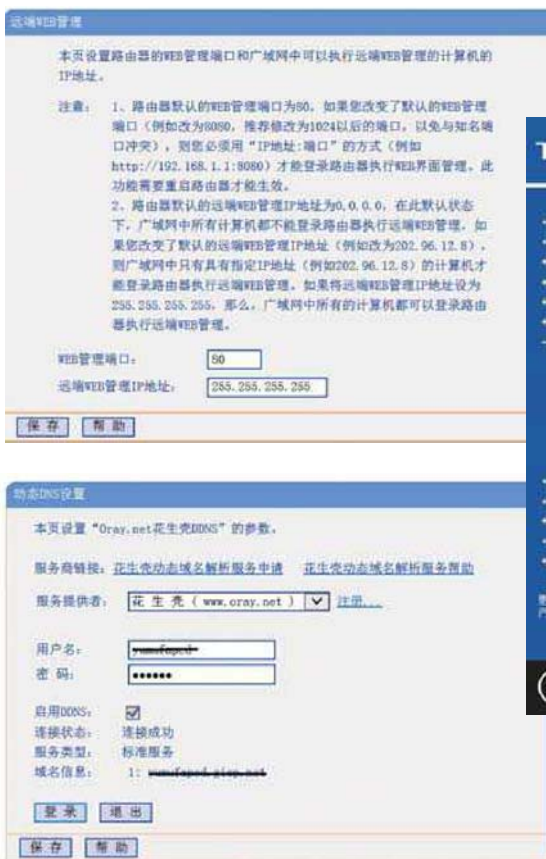 远端WEB管理
本页设置路由器的WEB管理端口和广域网中可以执行远端WEB管理的计算机的
IP地址。
注意： 1、路由器默认的WEB管理端口为80，如果您改变了默认的WEB管理
端口（例如改为8080，推荐修改为1024以后的端口，以免与知名端
口冲突），则您必须用“IP地址:端口”的方式（例如
http://192.168.1.1:8080）才能登录路由器执行WEB界面管理。此
功能需要重启路由器才能生效。
2、路由器默认的远端WEB管理IP地址为0.0.0.0，在此默认状态
下，广域网中所有计算机都不能登录路由器执行远端WEB管理。如
果您改变了默认的远端WEB管理IP地址（例如改为202.96.12.8），
则广域网中只有具有指定IP地址（例如202.96.12.8）的计算机才
能登录路由器执行远端WEB管理。如果将远端WEB管理IP地址设为
255.255.255.255，那么，广域网中所有的计算机都可以登录路由
器执行远端WEB管理。
WEB管理端口： 80
远端WEB管理IP地址： 255.255.255.255
保存 帮助
动态DNS设置
本页设置“Oray.net花生壳DDNS”的参数。
服务商链接： 花生壳动态域名解析服务申请 花生壳动态域名解析服务帮助
服务提供者： 花生壳（www.oray.net） 注册...
用户名：
密 码： ●●●●●●
启用DDNS：
连接状态： 连接成功
服务类型： 标准服务
域名信息： 1:
登录 退出
保存 帮助